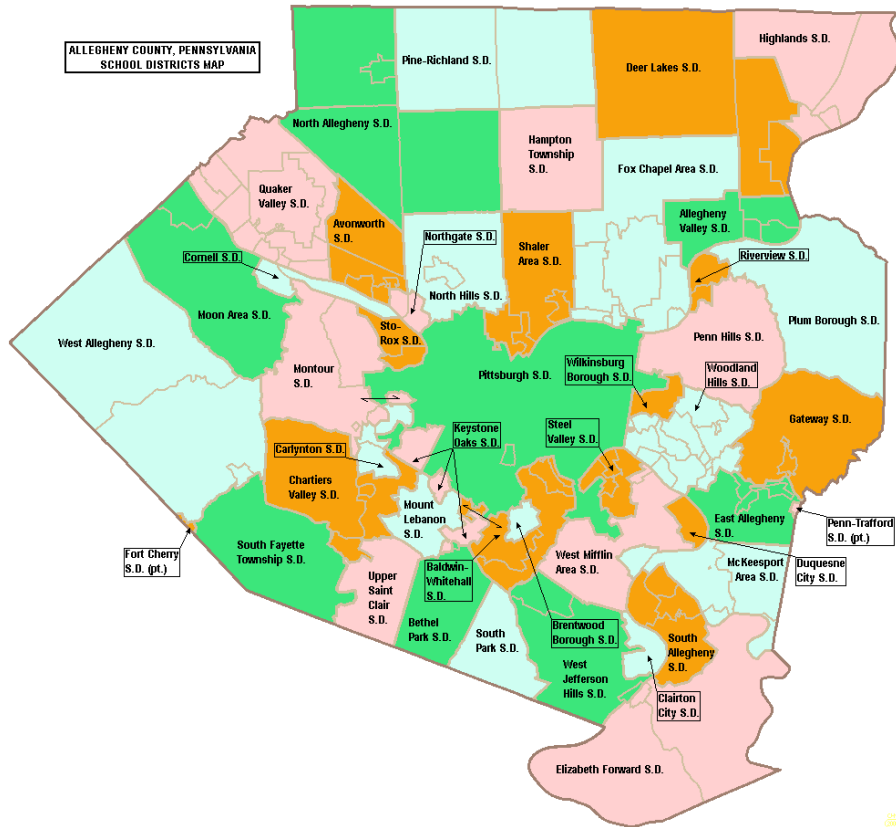 ALLEGHENY COUNTY, PENNSYLVANIA
SCHOOL DISTRICTS MAP
Highlands S.D.
Pine-Richland S.D.
Deer Lakes S.D.
North Allegheny S.D.
Hampton
Township
S.D.
Fox Chapel Area S.D.
Quaker
Valley S.D.
Avonworth
S.D.
Allegheny
Valley S.D.
Northgate S.D.
Shaler
Area S.D.
Cornell S.D.
Riverview S.D.
North Hills S.D.
Moon Area S.D.
Plum Borough S.D.
Sto-
Rox S.D.
Penn Hills S.D.
West Allegheny S.D.
Montour
S.D.
Pittsburgh S.D.
Wilkinsburg
Borough S.D.
Woodland
Hills S.D.
Gateway S.D.
Keystone
Oaks S.D.
Steel
Valley S.D.
Carlynton S.D.
Chartiers
Valley S.D.
Mount
Lebanon
S.D.
East Allegheny
S.D.
Penn-Trafford
S.D. (pt.)
Fort Cherry
S.D. (pt.)
South Fayette
Township S.D.
Baldwin-
Whitehall
S.D.
West Mifflin
Area S.D.
McKeesport
Area S.D.
Duquesne
City S.D.
Upper
Saint
Clair
S.D.
Bethel
Park S.D.
South
Park S.D.
Brentwood
Borough S.D.
South
Allegheny
S.D.
West
Jefferson
Hills S.D.
Clairton
City S.D.
Elizabeth Forward S.D.